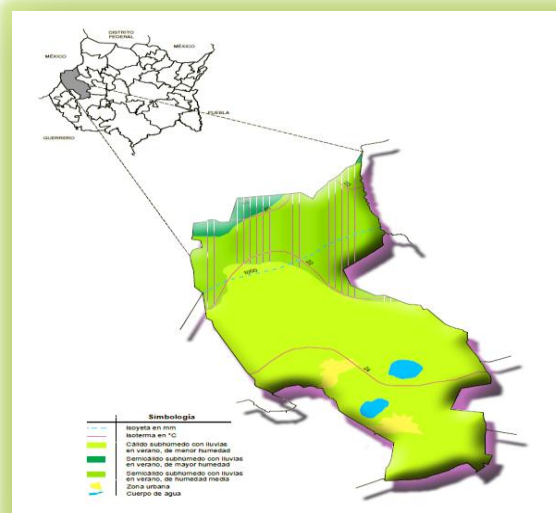 DISTRITO
FEDERAL
MÉXICO
MÉXICO
PUEBLA
GUERRERO
1000
20
Simbología
Isoyeta en mm
Isoterma en °C
Cálido subhúmedo con lluvias
en verano, de menor humedad
Semicálido subhúmedo con lluvias
en verano, de mayor humedad
Semicálido subhúmedo con lluvias
en verano, de humedad media
Zona urbana
Cuerpo de agua